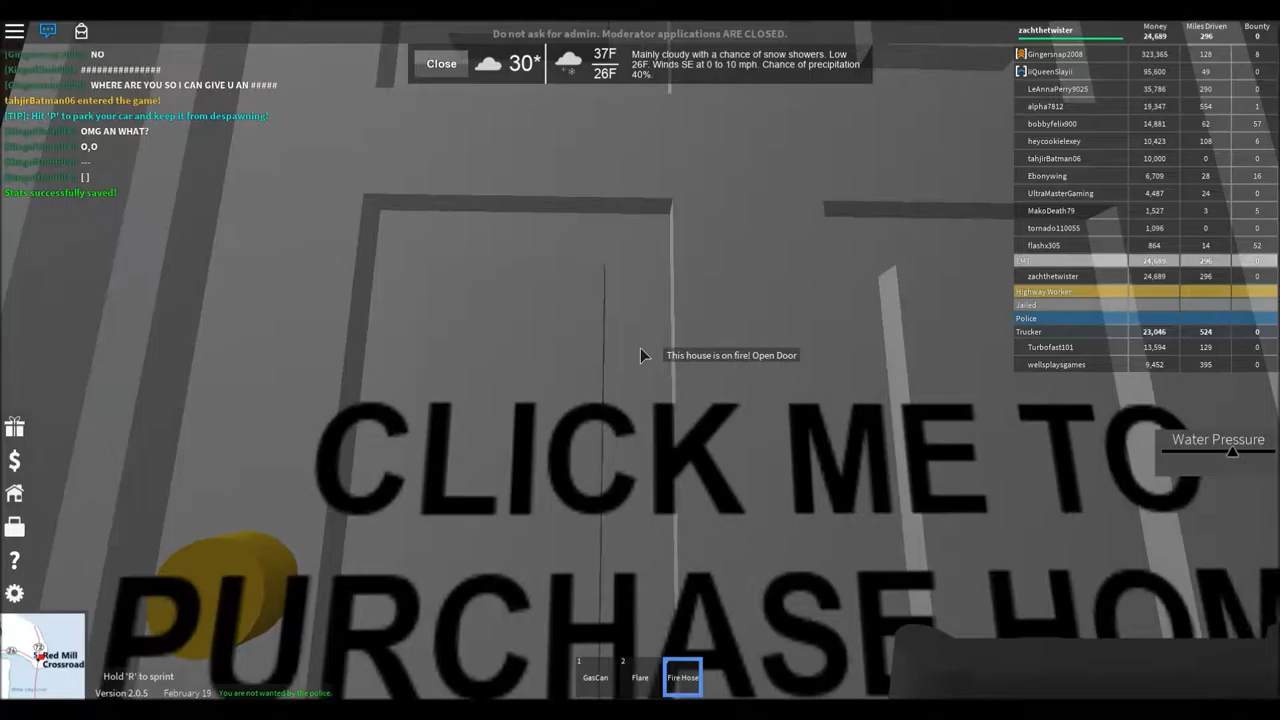 Do not ask for admin. Moderator applications ARE CLOSED.
Close
30*
37F
26F
Mainly cloudy with a chance of snow showers. Low
26F. Winds SE at 0 to 10 mph. Chance of precipitation
40%.
NO
###############
WHERE ARE YOU SO I CAN GIVE U AN #####
tahjirBatman06 entered the game!
[TIP]: Hit 'P' to park your car and keep it from despawning!
OMG AN WHAT?
O,O
---
[ ]
Stats successfully saved!
zachthetwister Money Miles Driven Bounty
24,689 296 0
Gingersnap2008 323,365 128 8
iiQueenSlayii 95,600 49 0
LeAnnaPerry9025 35,786 290 0
alpha7812 19,347 554 1
bobbyfelix900 14,881 62 57
heycookielexey 10,423 108 6
tahjirBatman06 10,000 0 0
Ebonywing 6,709 28 16
UltraMasterGaming 4,487 24 0
MakoDeath79 1,527 3 5
tornado110055 1,096 0 0
flashx305 864 14 52
EMT 24,689 296 0
zachthetwister 24,689 296 0
Highway Worker
Jailed
Police
Trucker 23,046 524 0
Turbofast101 13,594 129 0
wellsplaysgames 9,452 395 0
This house is on fire! Open Door
Water Pressure
CLICK ME TO
PURCHASE HOM
Red Mill
Crossroad
Hold 'R' to sprint
Version 2.0.5 February 19 You are not wanted by the police.
1 GasCan
2 Flare
Fire Hose